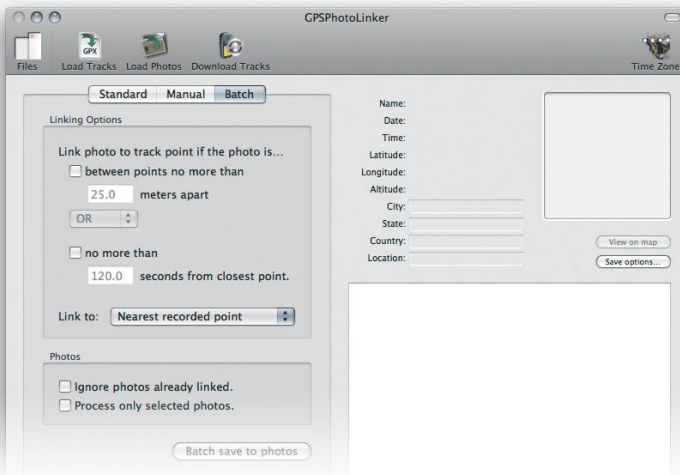 GPSPhotoLinker
GPX
Files
Load Tracks
Load Photos
Download Tracks
Time Zone
Standard
Manual
Batch
Linking Options
Link photo to track point if the photo is...
between points no more than
25.0 meters apart
OR
no more than
120.0 seconds from closest point.
Link to: Nearest recorded point
Photos
Ignore photos already linked.
Process only selected photos.
Batch save to photos
Name:
Date:
Time:
Latitude:
Longitude:
Altitude:
City:
State:
Country:
Location:
View on map
Save options...